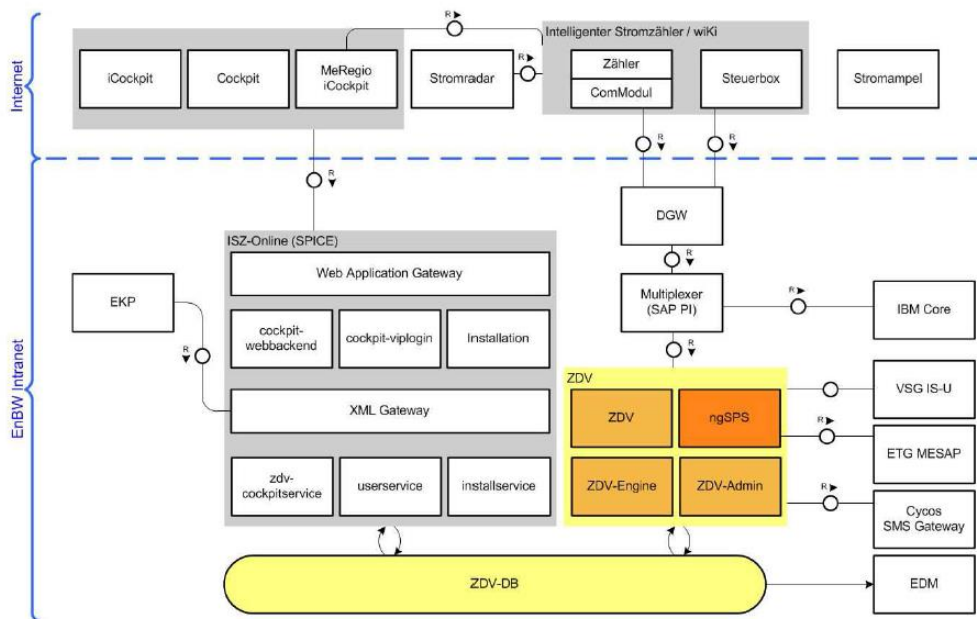 Internet
EnBW Intranet
R
Intelligenter Stromzähler / wiKi
iCockpit
Cockpit
MeRegio
iCockpit
Stromradar
R
Zähler
ComModul
Steuerbox
Stromampel
R
R
R
DGW
R
ISZ-Online (SPICE)
Web Application Gateway
EKP
Multiplexer
(SAP PI)
R
IBM Core
cockpit-
webbackend
cockpit-viplogin
Installation
R
R
ZDV
VSG IS-U
XML Gateway
ZDV
ngSPS
R
ETG MESAP
zdv-
cockpitservice
userservice
installservice
ZDV-Engine
ZDV-Admin
R
Cycos
SMS Gateway
ZDV-DB
EDM